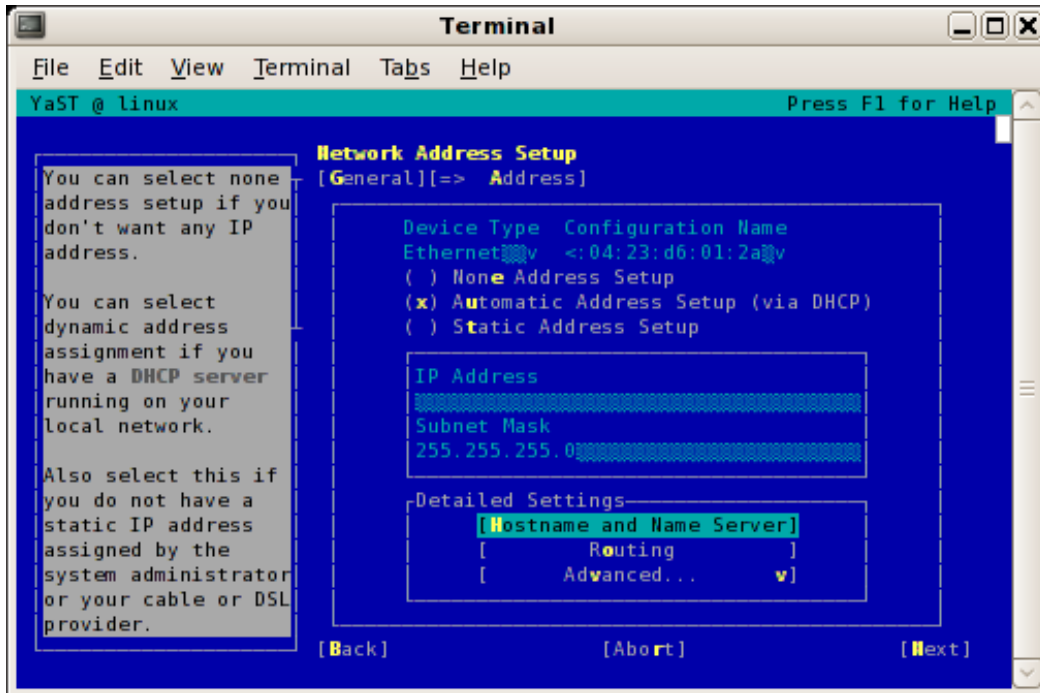 Terminal
File Edit View Terminal Tabs Help
YaST @ linux Press F1 for Help
You can select none
address setup if you
don't want any IP
address.
You can select
dynamic address
assignment if you
have a DHCP server
running on your
local network.
Also select this if
you do not have a
static IP address
assigned by the
system administrator
or your cable or DSL
provider.
Network Address Setup
[General][=> Address]
Device Type Configuration Name
Ethernet▒▒v <:04:23:d6:01:2a▒v
( ) None Address Setup
(x) Automatic Address Setup (via DHCP)
( ) Static Address Setup
IP Address
Subnet Mask
255.255.255.0
Detailed Settings
[Hostname and Name Server]
[ Routing ]
[ Advanced... v]
[Back] [Abort] [Next]